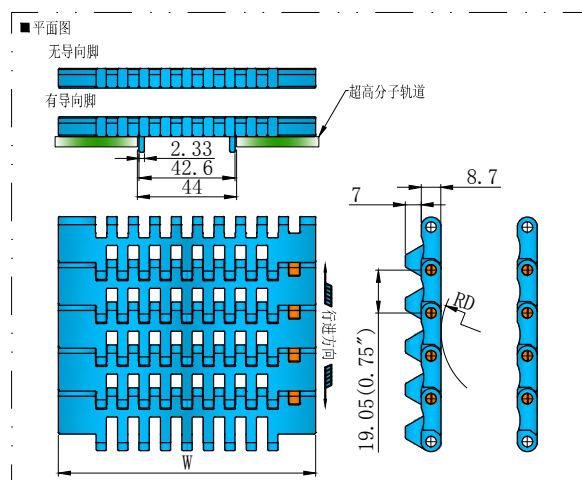 ■平面图
无导向脚
有导向脚
超高分子轨道
2.33
42.6
44
7
8.7
RD
19.05(0.75")
行进方向
W